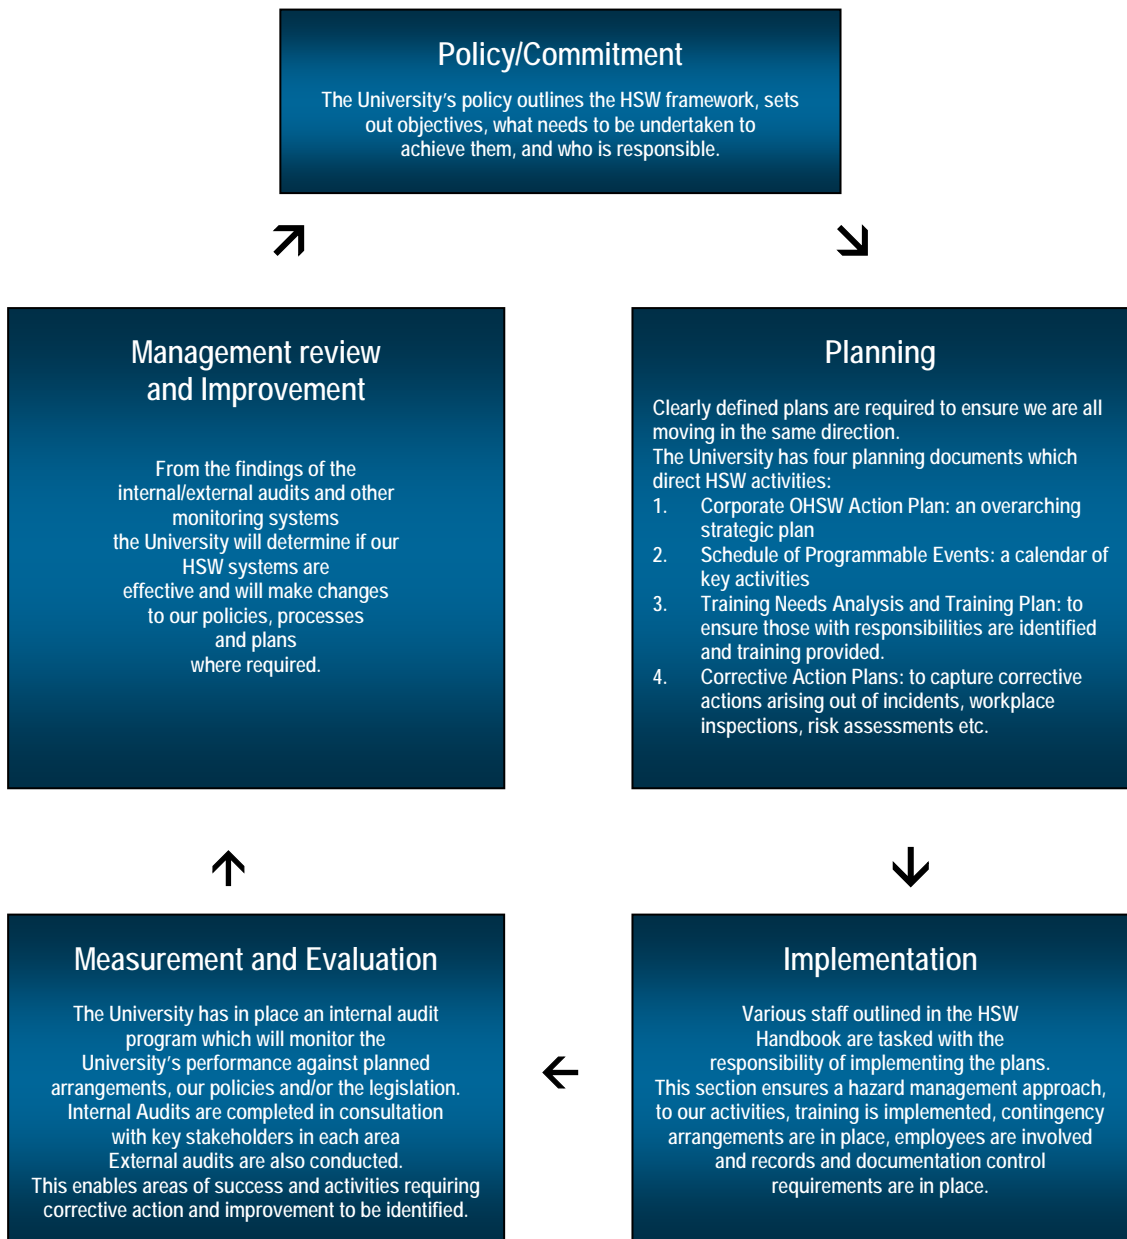 Policy/Commitment
The University's policy outlines the HSW framework, sets
out objectives, what needs to be undertaken to
achieve them, and who is responsible.
Management review
and Improvement
From the findings of the
internal/external audits and other
monitoring systems
the University will determine if our
HSW systems are
effective and will make changes
to our policies, processes
and plans
where required.
Planning
Clearly defined plans are required to ensure we are all
moving in the same direction.
The University has four planning documents which
direct HSW activities:
1. Corporate OHSW Action Plan: an overarching
strategic plan
2. Schedule of Programmable Events: a calendar of
key activities
3. Training Needs Analysis and Training Plan: to
ensure those with responsibilities are identified
and training provided.
4. Corrective Action Plans: to capture corrective
actions arising out of incidents, workplace
inspections, risk assessments etc.
Measurement and Evaluation
The University has in place an internal audit
program which will monitor the
University's performance against planned
arrangements, our policies and/or the legislation.
Internal Audits are completed in consultation
with key stakeholders in each area
External audits are also conducted.
This enables areas of success and activities requiring
corrective action and improvement to be identified.
Implementation
Various staff outlined in the HSW
Handbook are tasked with the
responsibility of implementing the plans.
This section ensures a hazard management approach,
to our activities, training is implemented, contingency
arrangements are in place, employees are involved
and records and documentation control
requirements are in place.